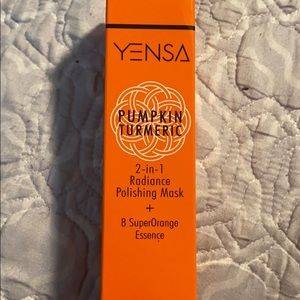 YENSA
PUMPKIN
TURMERIC
2-in-1
Radiance
Polishing Mask
+
8 SuperOrange
Essence